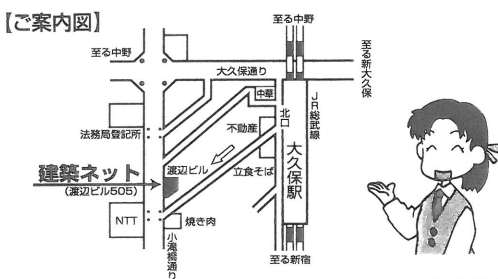 【ご案内図】
至る中野
至る中野
大久保通り
至る新大久保
中華
北口
JR総武線
法務局登記所
不動産
大久保駅
建築ネット
渡辺ビル
(渡辺ビル505)
立食そば
NTT
焼き肉
小滝橋通り
至る新宿